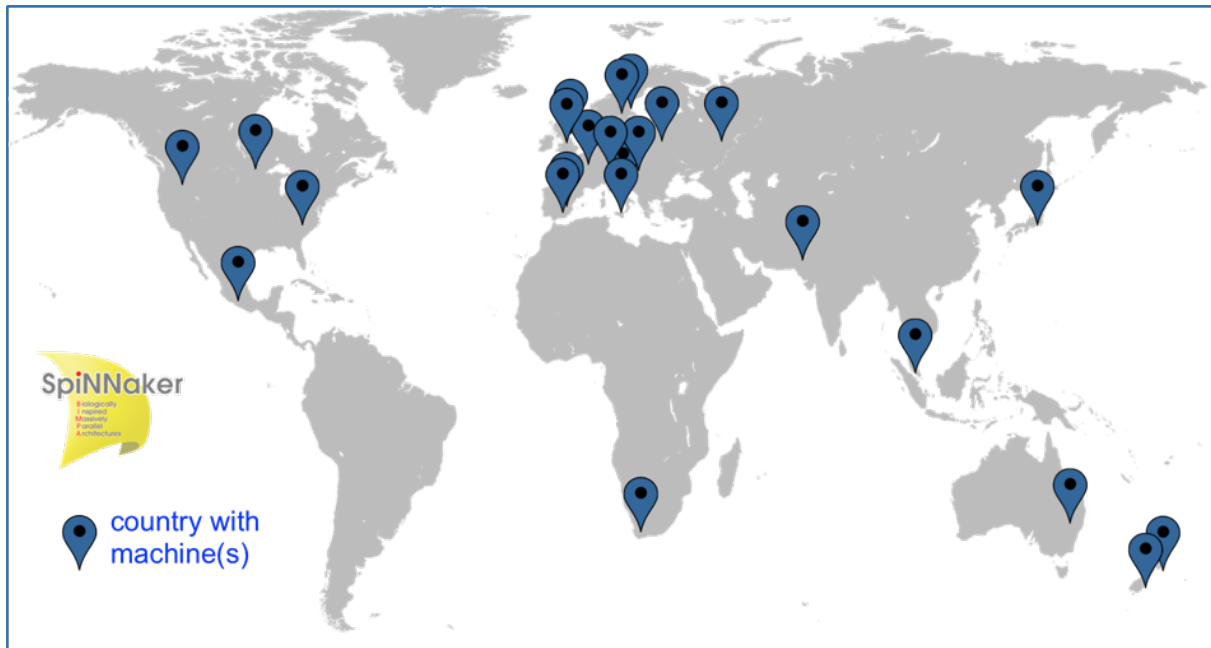 SpiNNaker
Biologically
Inspired
Massively
Parallel
Architectures
country with
machine(s)